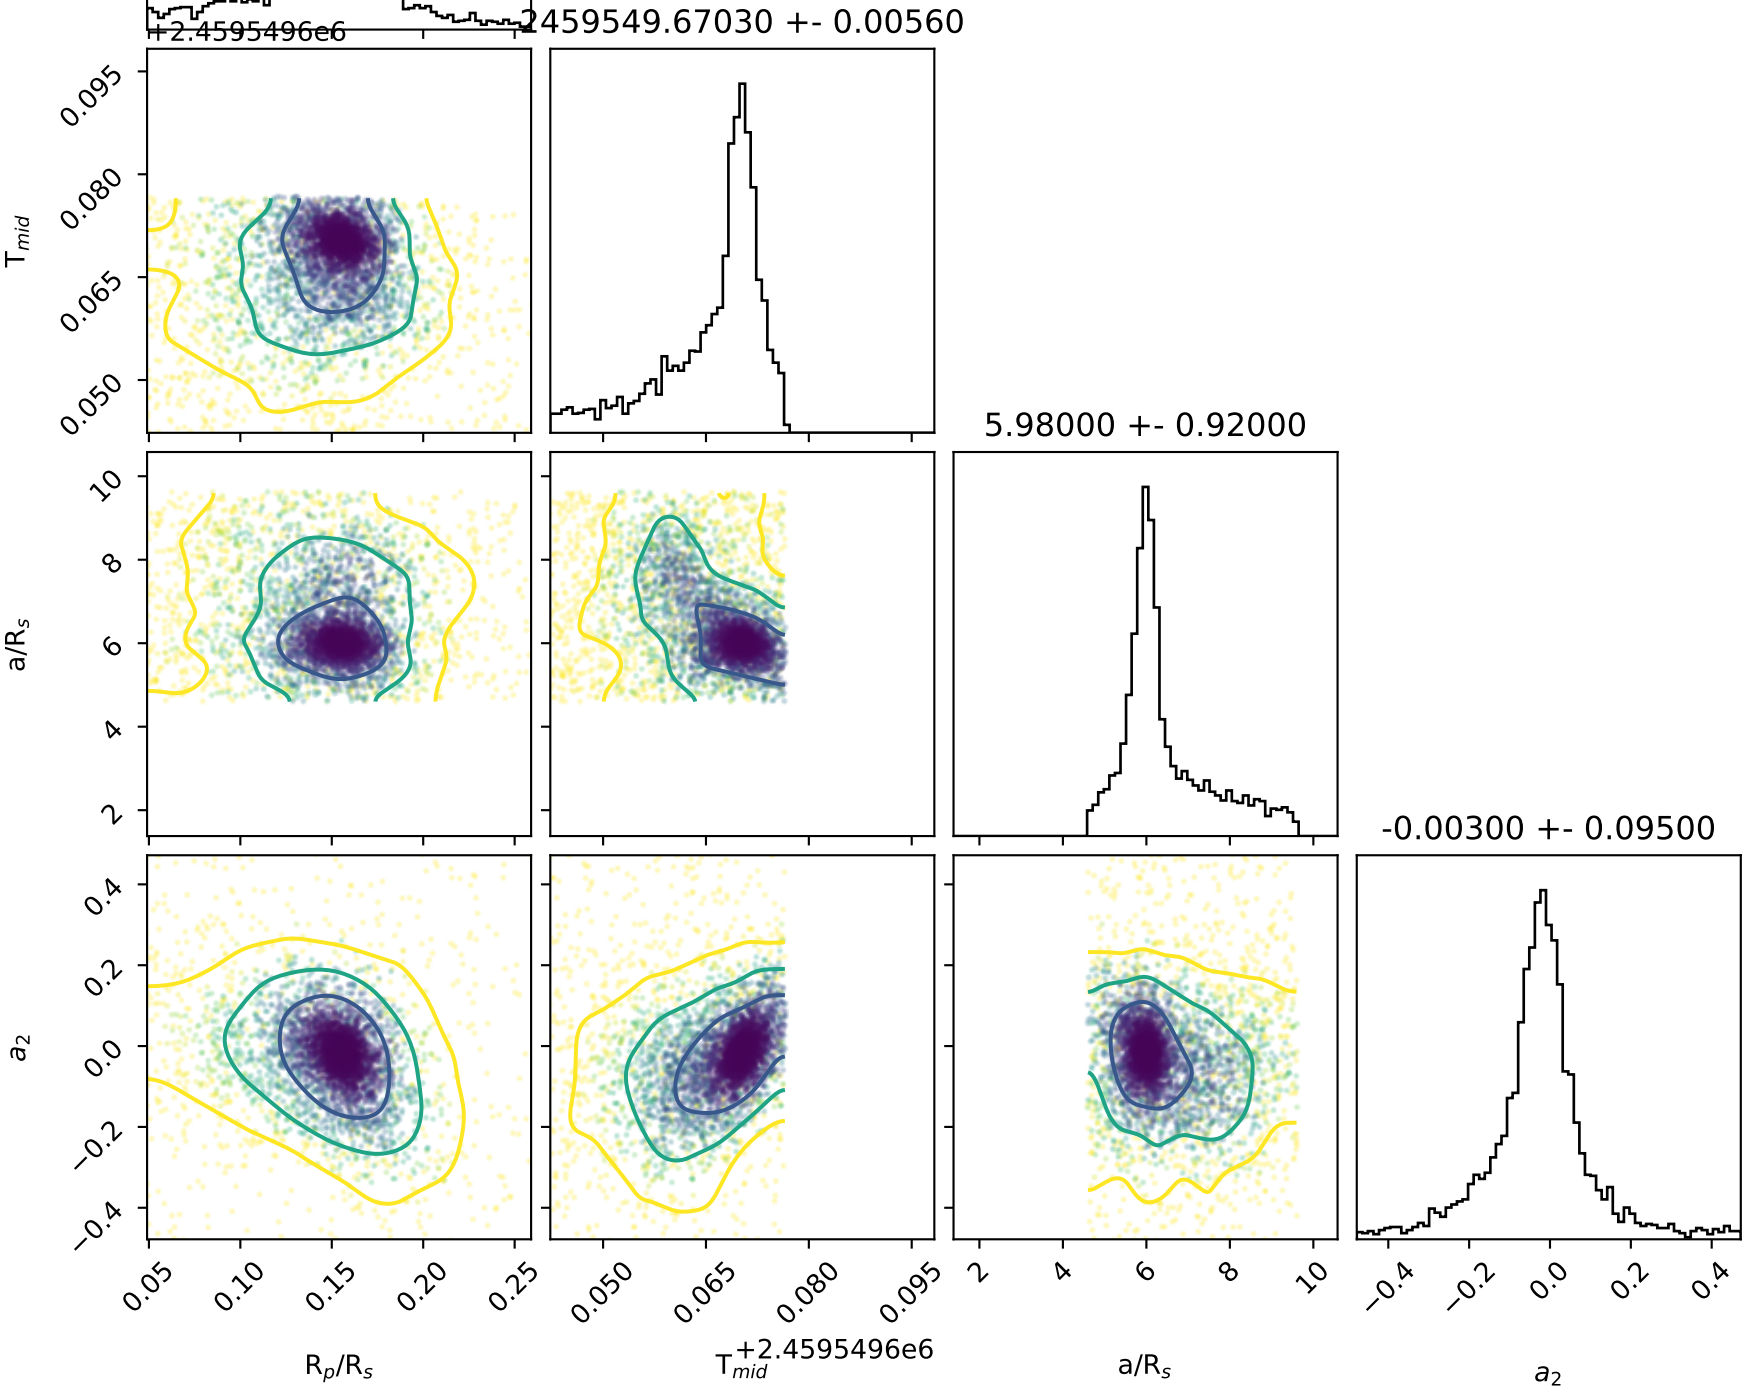 +2.4595496e6
2459549.67030 +- 0.00560
0.095
0.080
0.065
0.050
T_mid
5.98000 +- 0.92000
10
8
6
4
2
a/R_s
-0.00300 +- 0.09500
0.4
0.2
0.0
−0.2
−0.4
a_2
0.05 0.10 0.15 0.20 0.25
0.050 0.065 0.080 0.095
2 4 6 8 10
−0.4 −0.2 0.0 0.2 0.4
+2.4595496e6
R_p/R_s T_mid a/R_s a_2